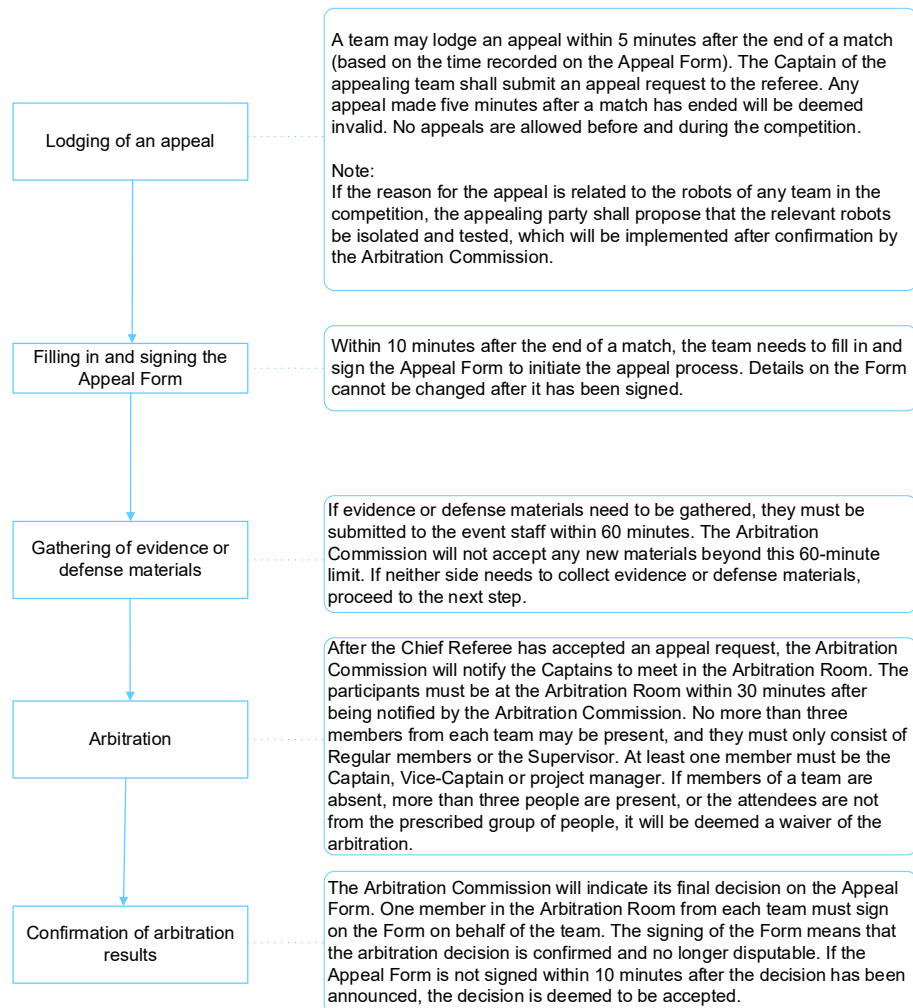 A team may lodge an appeal within 5 minutes after the end of a match
(based on the time recorded on the Appeal Form). The Captain of the
appealing team shall submit an appeal request to the referee. Any
appeal made five minutes after a match has ended will be deemed
invalid. No appeals are allowed before and during the competition.
Note:
If the reason for the appeal is related to the robots of any team in the
competition, the appealing party shall propose that the relevant robots
be isolated and tested, which will be implemented after confirmation by
the Arbitration Commission.
Lodging of an appeal
Filling in and signing the
Appeal Form
Within 10 minutes after the end of a match, the team needs to fill in and
sign the Appeal Form to initiate the appeal process. Details on the Form
cannot be changed after it has been signed.
Gathering of evidence or
defense materials
If evidence or defense materials need to be gathered, they must be
submitted to the event staff within 60 minutes. The Arbitration
Commission will not accept any new materials beyond this 60-minute
limit. If neither side needs to collect evidence or defense materials,
proceed to the next step.
Arbitration
After the Chief Referee has accepted an appeal request, the Arbitration
Commission will notify the Captains to meet in the Arbitration Room. The
participants must be at the Arbitration Room within 30 minutes after
being notified by the Arbitration Commission. No more than three
members from each team may be present, and they must only consist of
Regular members or the Supervisor. At least one member must be the
Captain, Vice-Captain or project manager. If members of a team are
absent, more than three people are present, or the attendees are not
from the prescribed group of people, it will be deemed a waiver of the
arbitration.
Confirmation of arbitration
results
The Arbitration Commission will indicate its final decision on the Appeal
Form. One member in the Arbitration Room from each team must sign
on the Form on behalf of the team. The signing of the Form means that
the arbitration decision is confirmed and no longer disputable. If the
Appeal Form is not signed within 10 minutes after the decision has been
announced, the decision is deemed to be accepted.